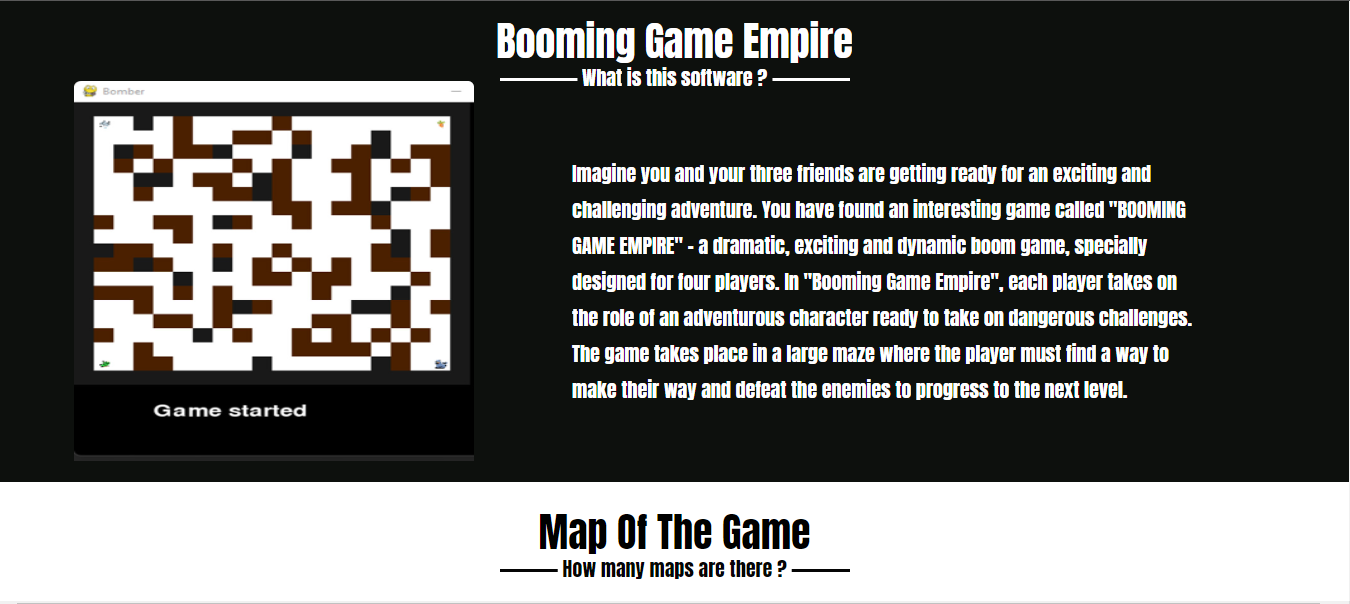 Booming Game Empire
What is this software ?
Bomber
Game started
Imagine you and your three friends are getting ready for an exciting and
challenging adventure. You have found an interesting game called "BOOMING
GAME EMPIRE" - a dramatic, exciting and dynamic boom game, specially
designed for four players. In "Booming Game Empire", each player takes on
the role of an adventurous character ready to take on dangerous challenges.
The game takes place in a large maze where the player must find a way to
make their way and defeat the enemies to progress to the next level.
Map Of The Game
How many maps are there ?